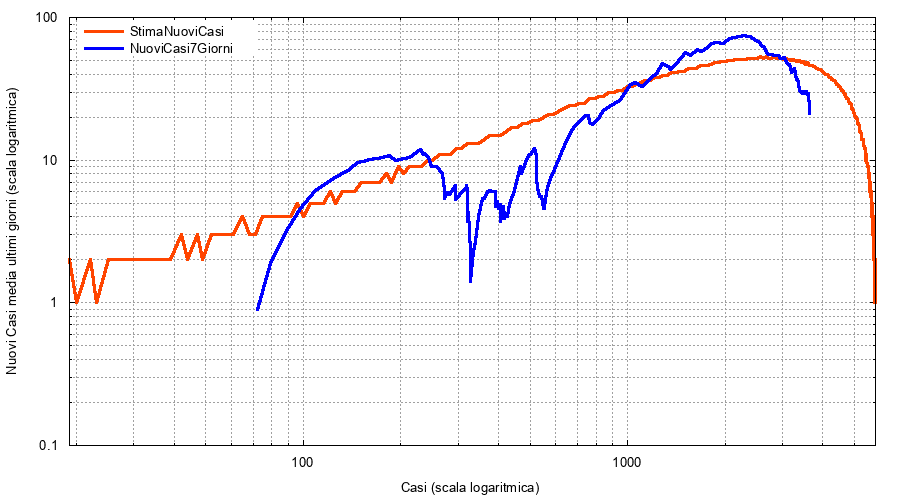 100
StimaNuoviCasi
NuoviCasi7Giorni
10
1
0.1
100
1000
Nuovi Casi media ultimi giorni (scala logaritmica)
Casi (scala logaritmica)